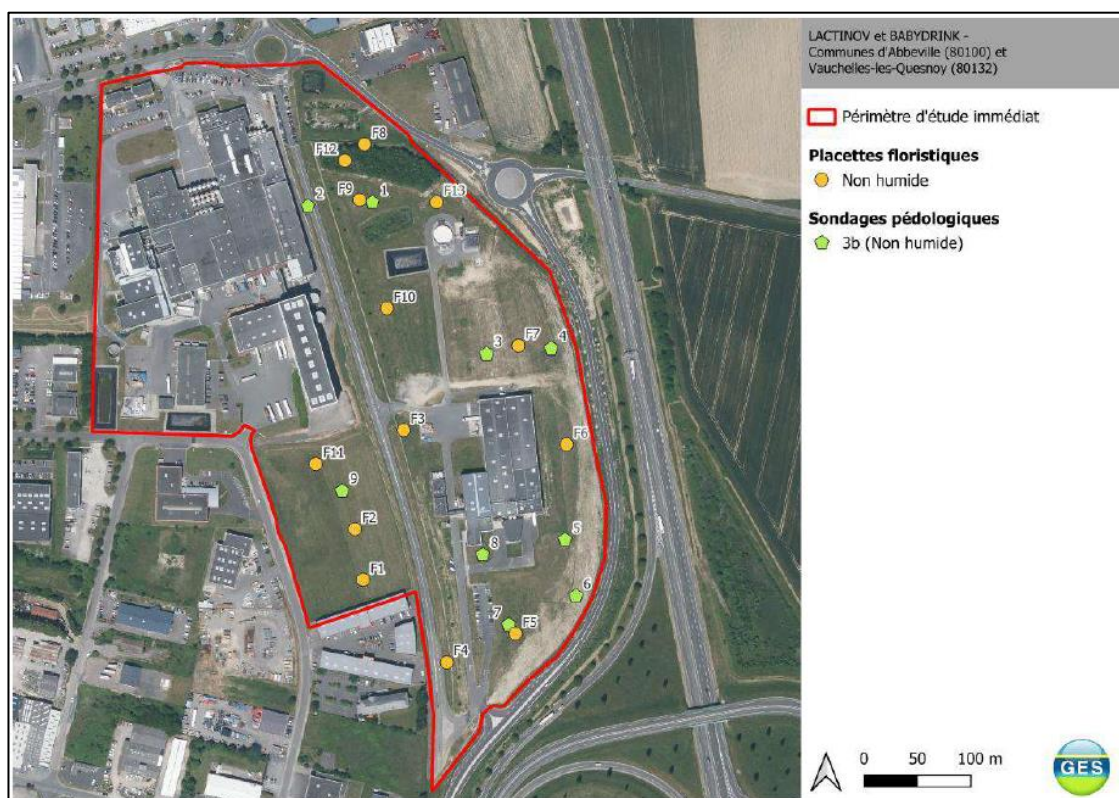 LACTINOV et BABYDRINK -
Communes d'Abbeville (80100) et
Vauchelles-les-Quesnoy (80132)
Périmètre d'étude immédiat
Placettes floristiques
Non humide
Sondages pédologiques
3b (Non humide)
F8
F12
F9
1
2
F13
F10
3
F7
4
F3
F6
F11
9
F2
5
8
F1
6
7
F5
F4
0 50 100 m
GES